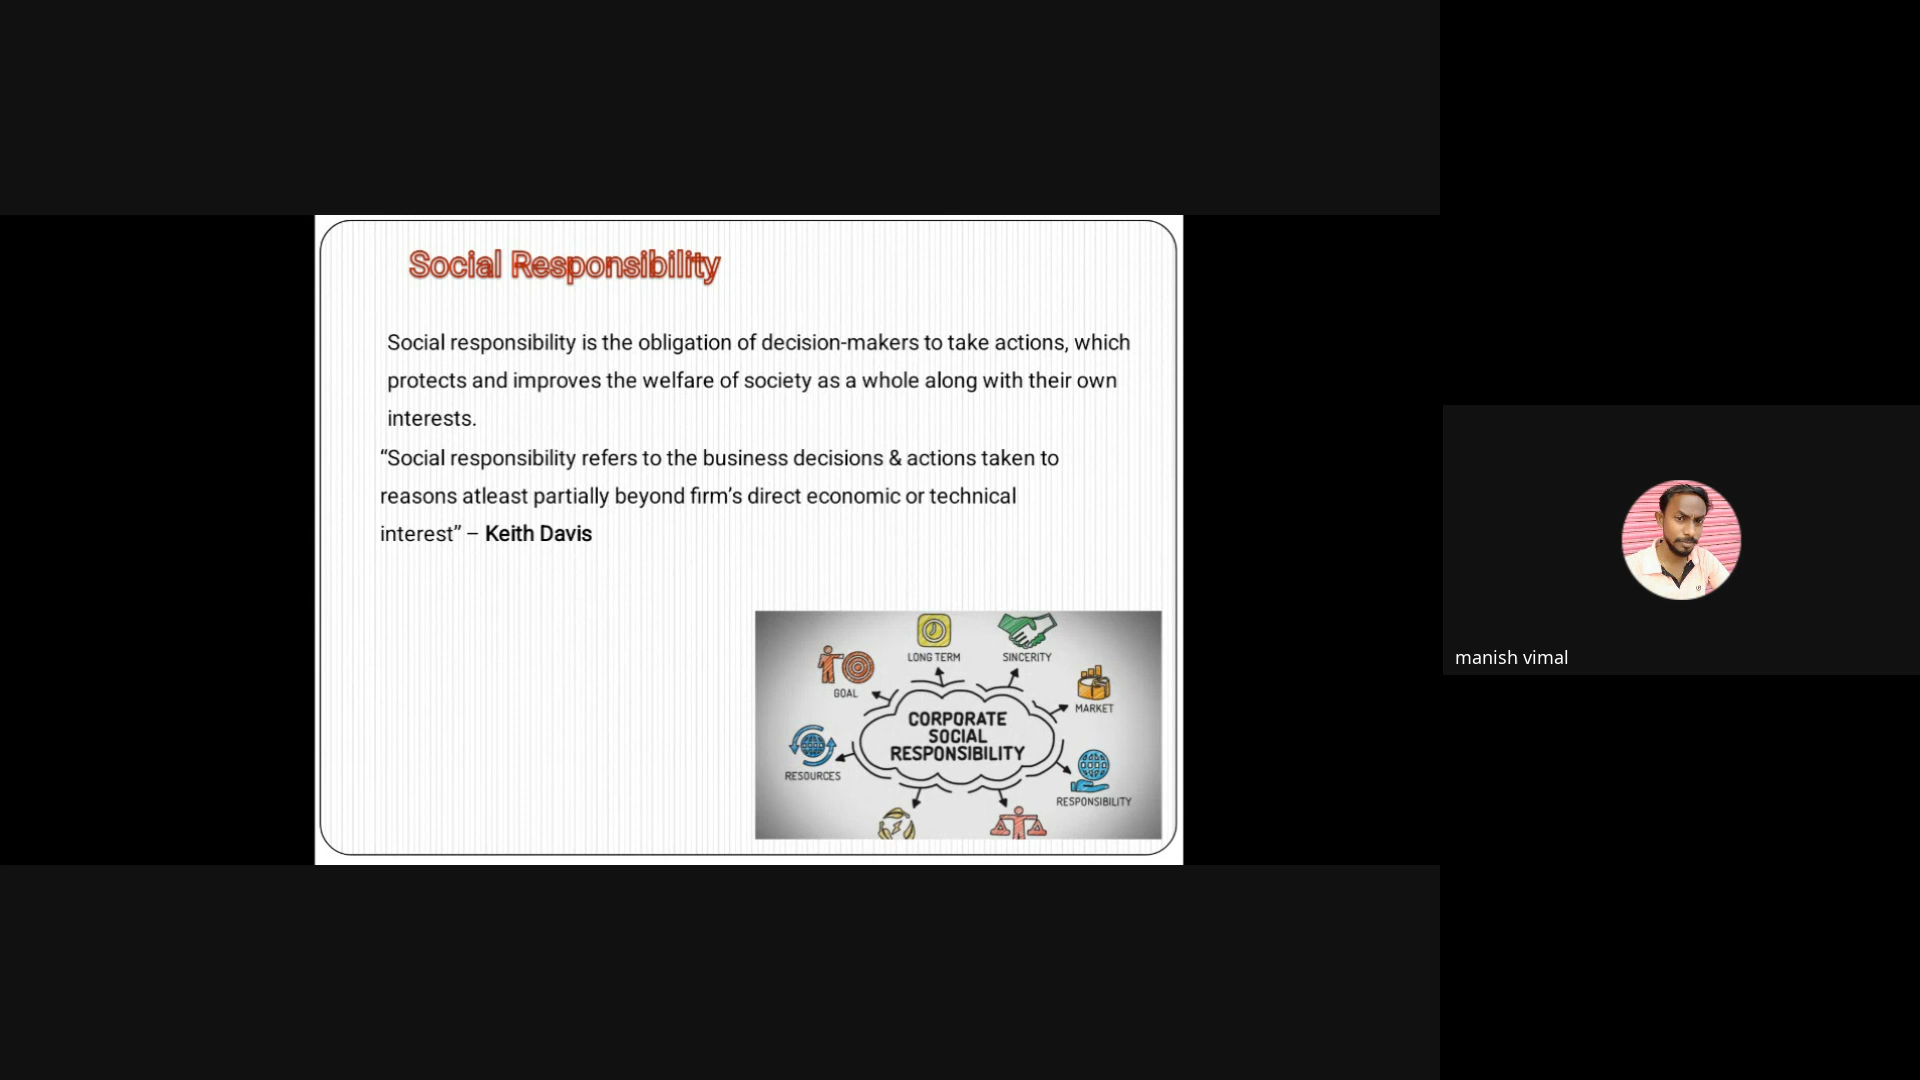 Social Responsibility
Social responsibility is the obligation of decision-makers to take actions, which
protects and improves the welfare of society as a whole along with their own
interests.
“Social responsibility refers to the business decisions & actions taken to
reasons atleast partially beyond firm’s direct economic or technical
interest” – Keith Davis
LONG TERM
SINCERITY
GOAL
MARKET
CORPORATE
SOCIAL
RESPONSIBILITY
RESOURCES
RESPONSIBILITY
manish vimal